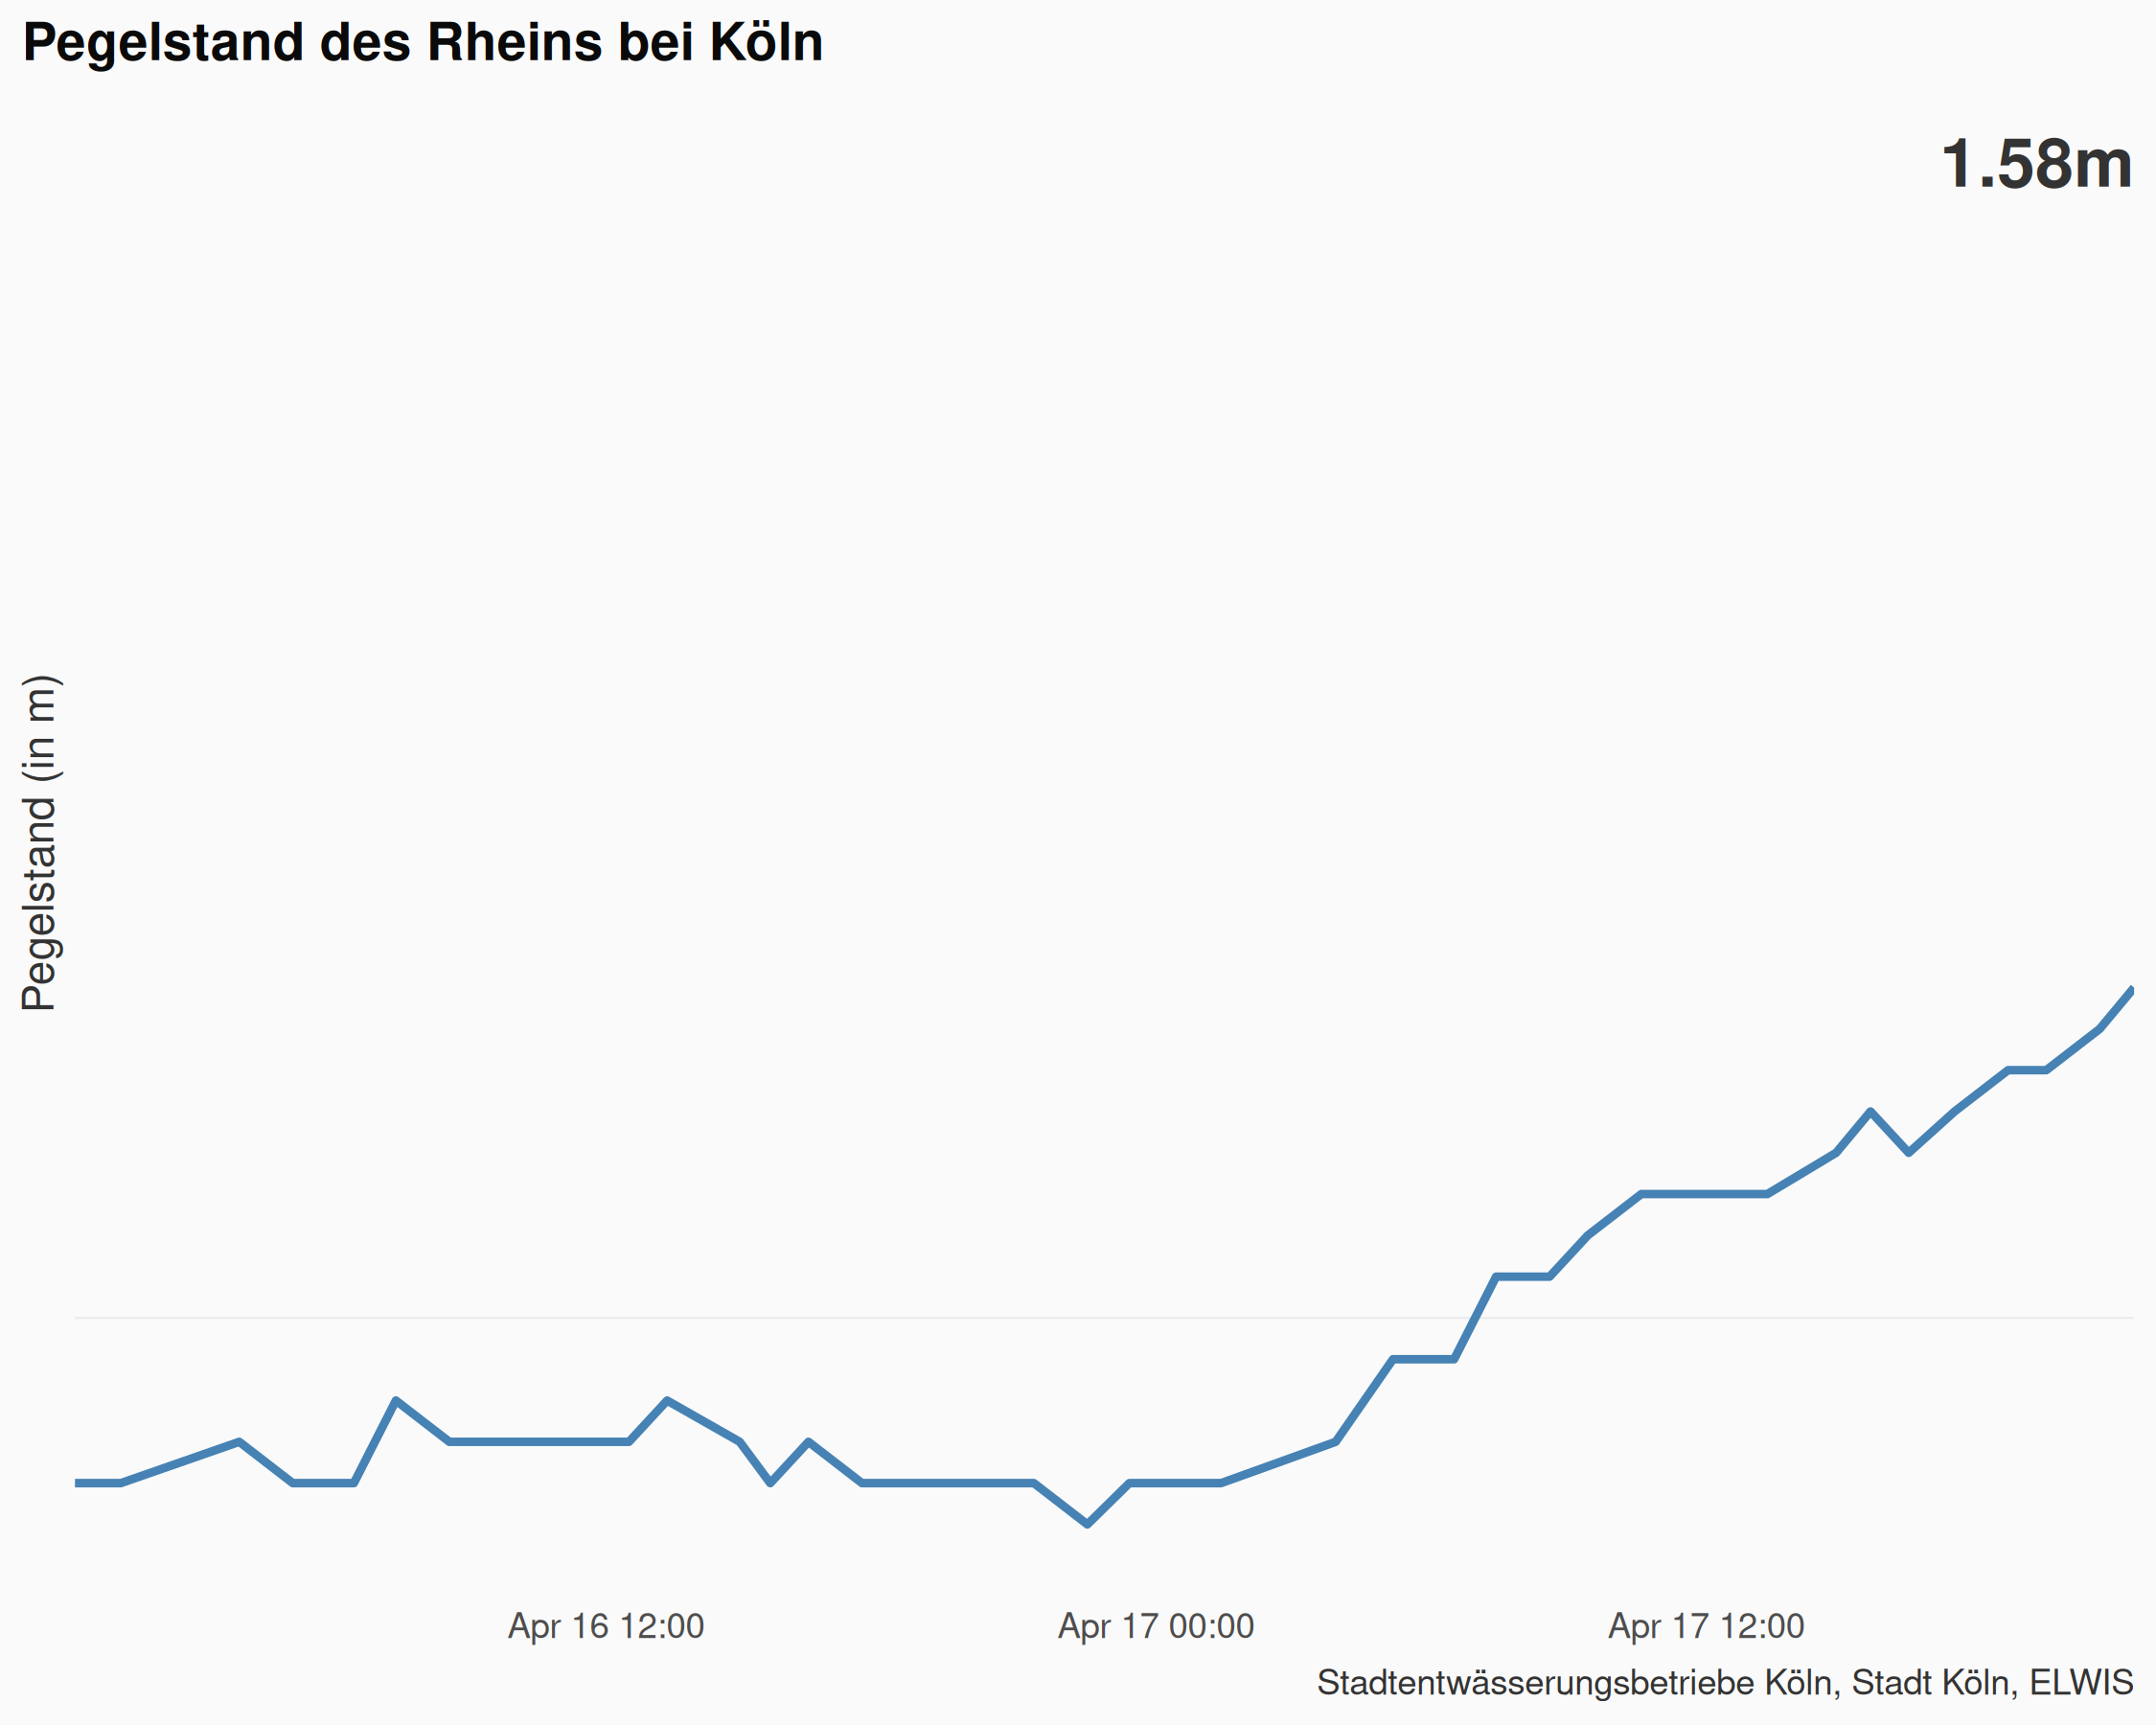 Pegelstand des Rheins bei Köln
1.58m
Pegelstand (in m)
Apr 16 12:00
Apr 17 00:00
Apr 17 12:00
Stadtentwässerungsbetriebe Köln, Stadt Köln, ELWIS